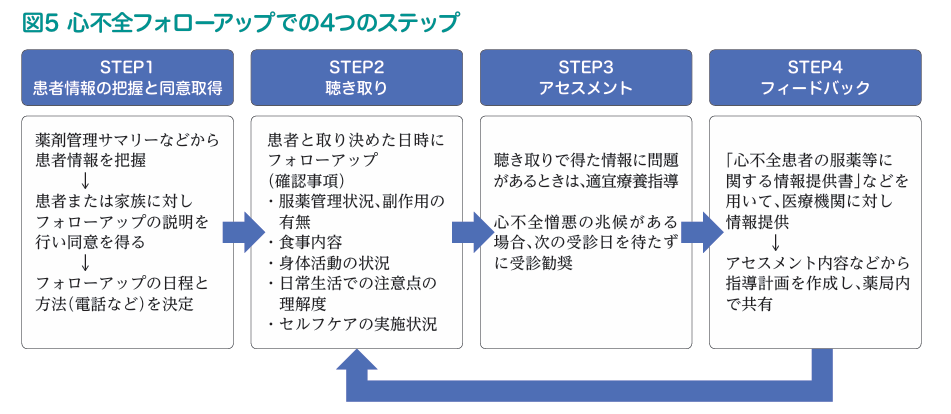 図5 心不全フォローアップでの4つのステップ
STEP1
患者情報の把握と同意取得
薬剤管理サマリーなどから
患者情報を把握
↓
患者または家族に対し
フォローアップの説明を
行い同意を得る
↓
フォローアップの日程と
方法(電話など)を決定
STEP2
聴き取り
患者と取り決めた日時に
フォローアップ
(確認事項)
・服薬管理状況、副作用の
有無
・食事内容
・身体活動の状況
・日常生活での注意点の
理解度
・セルフケアの実施状況
STEP3
アセスメント
聴き取りで得た情報に問題
があるときは、適宜療養指導
心不全憎悪の兆候がある
場合、次の受診日を待たず
に受診勧奨
STEP4
フィードバック
「心不全患者の服薬等に
関する情報提供書」などを
用いて、医療機関に対し
情報提供
↓
アセスメント内容などから
指導計画を作成し、薬局内
で共有